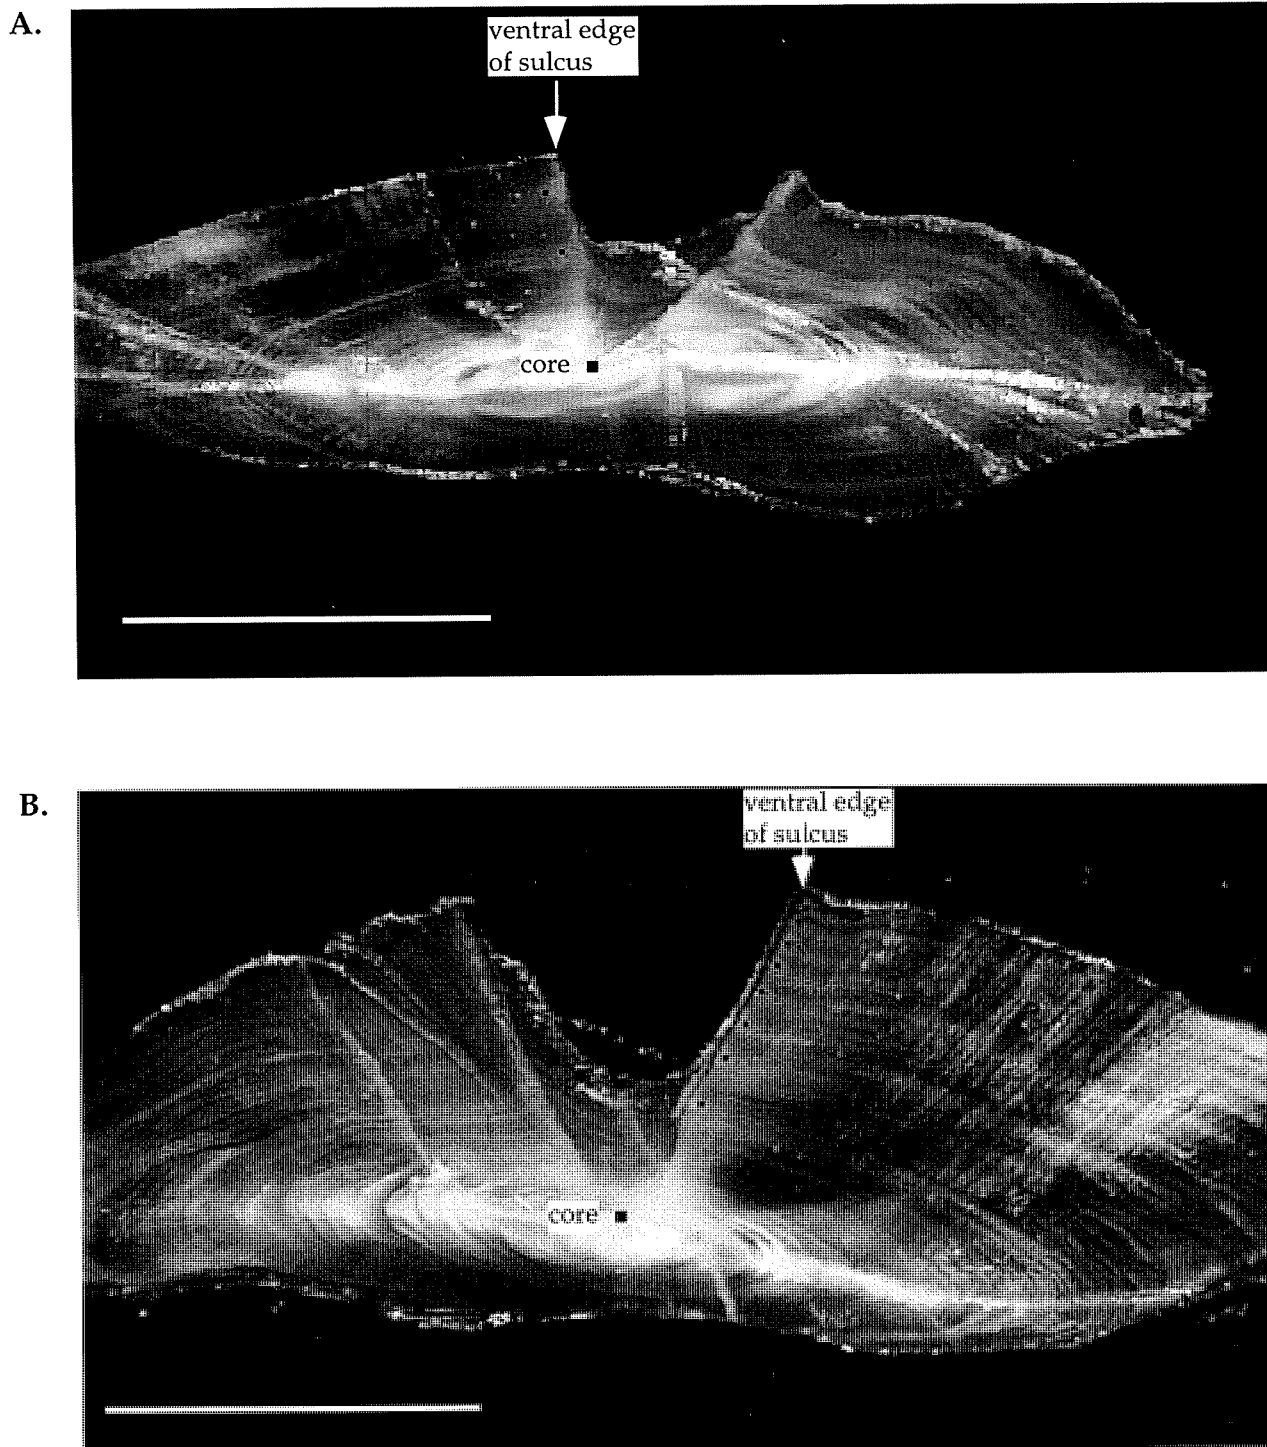 A.
ventral edge
of sulcus
core
B.
ventral edge
of sulcus
core